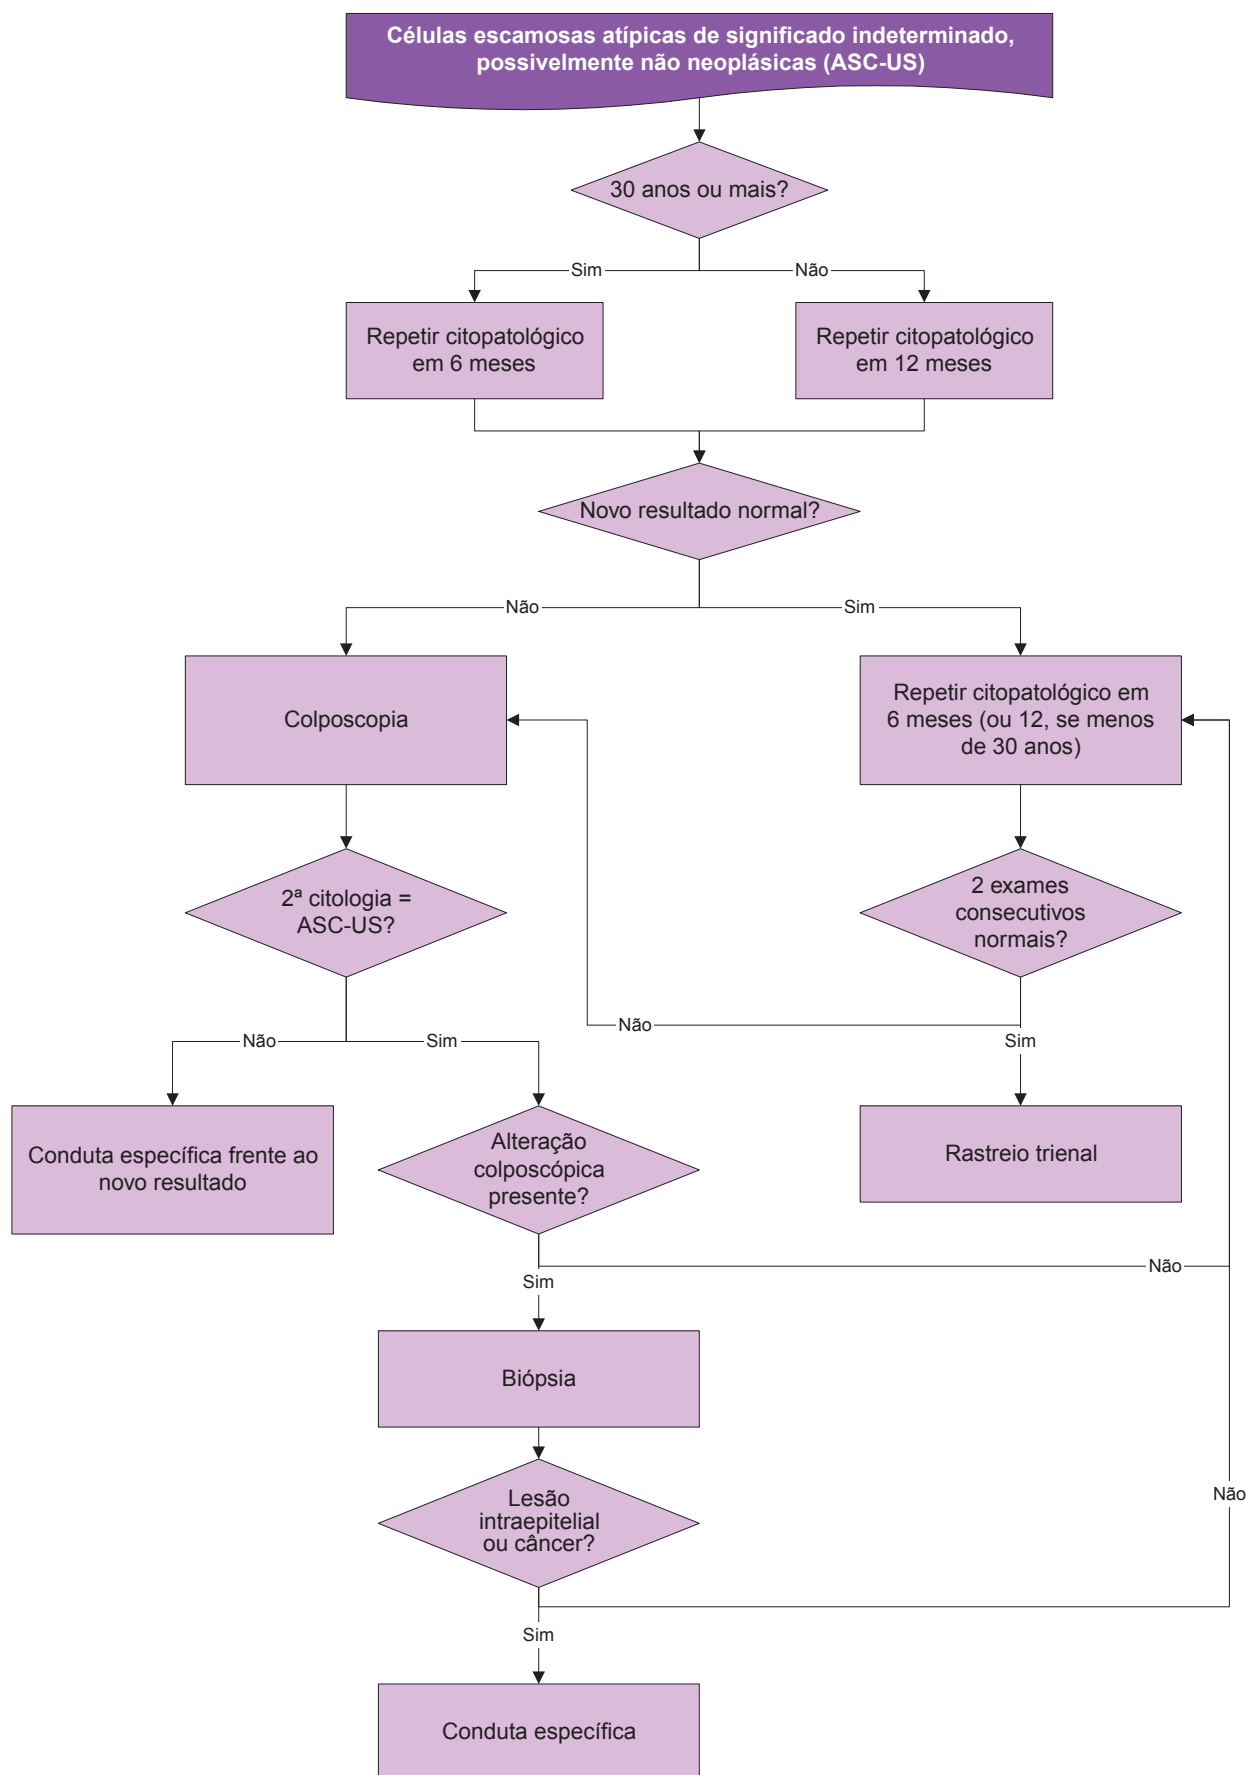 Células escamosas atípicas de significado indeterminado,
possivelmente não neoplásicas (ASC-US)
30 anos ou mais?
Sim
Não
Repetir citopatológico
em 6 meses
Repetir citopatológico
em 12 meses
Novo resultado normal?
Não
Sim
Colposcopia
Repetir citopatológico em
6 meses (ou 12, se menos
de 30 anos)
2ª citologia =
ASC-US?
2 exames
consecutivos
normais?
Não
Não
Sim
Sim
Conduta específica frente ao
novo resultado
Alteração
colposcópica
presente?
Rastreio trienal
Não
Sim
Biópsia
Lesão
intraepitelial
ou câncer?
Não
Sim
Conduta específica